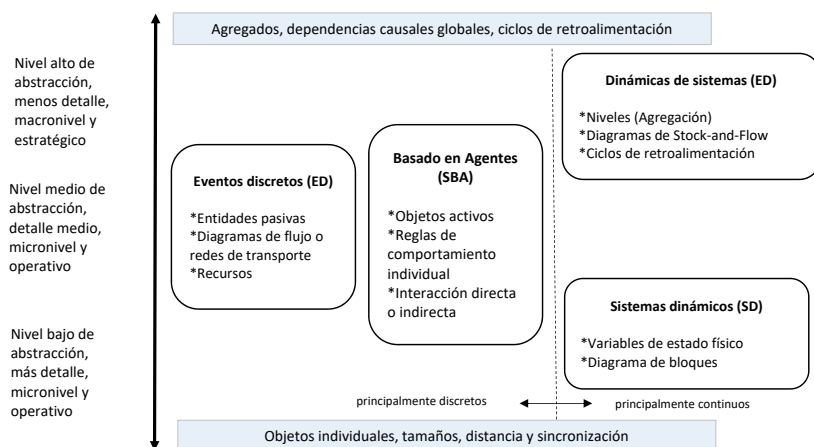 Agregados, dependencias causales globales, ciclos de retroalimentación
Nivel alto de
abstracción,
menos detalle,
macronivel y
estratégico
Nivel medio de
abstracción,
detalle medio,
micronivel y
operativo
Nivel bajo de
abstracción,
más detalle,
micronivel y
operativo
Eventos discretos (ED)
*Entidades pasivas
*Diagramas de flujo o
redes de transporte
*Recursos
Basado en Agentes
(SBA)
*Objetos activos
*Reglas de
comportamiento
individual
*Interacción directa
o indirecta
Dinámicas de sistemas (ED)
*Niveles (Agregación)
*Diagramas de Stock-and-Flow
*Ciclos de retroalimentación
Sistemas dinámicos (SD)
*Variables de estado físico
*Diagrama de bloques
principalmente discretos
principalmente continuos
Objetos individuales, tamaños, distancia y sincronización